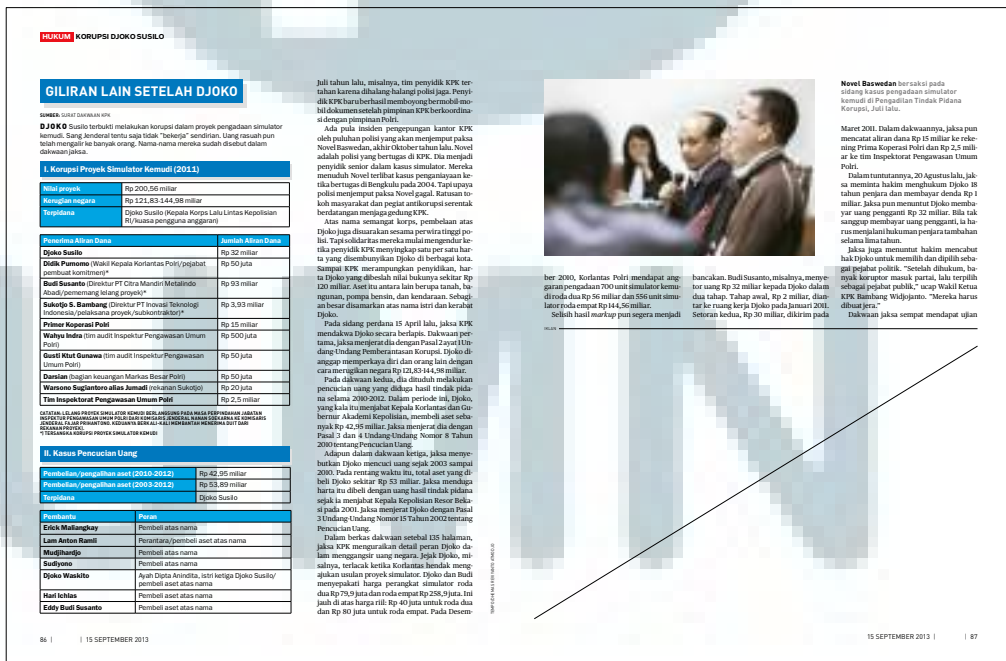 HUKUM KORUPSI DJOKO SUSILO
GILIRAN LAIN SETELAH DJOKO
SUMBER: SURAT DAKWAAN KPK
DJOKO Susilo terbukti melakukan korupsi dalam proyek pengadaan simulator
kemudi. Sang Jenderal tentu saja tidak "bekerja" sendirian. Uang rasuah pun
telah mengalir ke banyak orang. Nama-nama mereka sudah disebut dalam
dakwaan jaksa.
I. Korupsi Proyek Simulator Kemudi (2011)
Nilai proyek Rp 200,56 miliar
Kerugian negara Rp 121,83-144,98 miliar
Terpidana Djoko Susilo (Kepala Korps Lalu Lintas Kepolisian
RI/kuasa pengguna anggaran)
Penerima Aliran Dana Jumlah Aliran Dana
Djoko Susilo Rp 32 miliar
Didik Purnomo (Wakil Kepala Korlantas Polri/pejabat
pembuat komitmen)* Rp 50 juta
Budi Susanto (Direktur PT Citra Mandiri Metalindo
Abadi/pememang lelang proyek)* Rp 93 miliar
Sukotjo S. Bambang (Direktur PT Inovasi Teknologi
Indonesia/pelaksana proyek/subkontraktor)* Rp 3,93 miliar
Primer Koperasi Polri Rp 15 miliar
Wahyu Indra (tim audit Inspektur Pengawasan Umum
Polri) Rp 500 juta
Gusti Ktut Gunawa (tim audit Inspektur Pengawasan
Umum Polri) Rp 50 juta
Darsian (bagian keuangan Markas Besar Polri) Rp 50 juta
Warsono Sugiantoro alias Jumadi (rekanan Sukotjo) Rp 20 juta
Tim Inspektorat Pengawasan Umum Polri Rp 2,5 miliar
CATATAN: LELANG PROYEK SIMULATOR KEMUDI BERLANGSUNG PADA MASA PERPINDAHAN JABATAN
INSPEKTUR PENGAWASAN UMUM POLRI DARI KOMISARIS JENDERAL NANAN SOEKARNA KE KOMISARIS
JENDERAL FAJAR PRIHANTONO. KEDUANYA BERKALI-KALI MEMBANTAH MENERIMA DUIT DARI
REKANAN PROYEK).
*) TERSANGKA KORUPSI PROYEK SIMULATOR KEMUDI
II. Kasus Pencucian Uang
Pembelian/pengalihan aset (2010-2012) Rp 42,95 miliar
Pembelian/pengalihan aset (2003-2012) Rp 53,89 miliar
Terpidana Djoko Susilo
Pembantu Peran
Erick Maliangkay Pembeli atas nama
Lam Anton Ramli Perantara/pembeli aset atas nama
Mudjihardjo Pembeli atas nama
Sudiyono Pembeli atas nama
Djoko Waskito Ayah Dipta Anindita, istri ketiga Djoko Susilo/
pembeli aset atas nama
Hari Ichlas Pembeli atas nama
Eddy Budi Susanto Pembeli atas nama
Juli tahun lalu, misalnya, tim penyidik KPK ter-
tahan karena dihalang-halangi polisi jaga. Penyi-
dik KPK baru berhasil memboyong bermobil-mo-
bil dokumen setelah pimpinan KPK berkoordina-
si dengan pimpinan Polri.
Ada pula insiden pengepungan kantor KPK
oleh puluhan polisi yang akan menjemput paksa
Novel Baswedan, akhir Oktober tahun lalu. Novel
adalah polisi yang bertugas di KPK. Dia menjadi
penyidik senior dalam kasus simulator. Mereka
menuduh Novel terlibat kasus penganiayaan ke-
tika bertugas di Bengkulu pada 2004. Tapi upaya
polisi menjemput paksa Novel gagal. Ratusan to-
koh masyarakat dan pegiat antikorupsi serentak
berdatangan menjaga gedung KPK.
Atas nama semangat korps, pembelaan atas
Djoko juga disuarakan sesama perwira tinggi po-
lisi. Tapi solidaritas mereka mulai mengendur ke-
tika penyidik KPK menyingkap satu per satu har-
ta yang disembunyikan Djoko di berbagai kota.
Sampai KPK merampungkan penyidikan, har-
ta Djoko yang dibeslah nilai bukunya sekitar Rp
120 miliar. Aset itu antara lain berupa tanah, ba-
ngunan, pompa bensin, dan kendaraan. Sebagi-
an besar disamarkan atas nama istri dan kerabat
Djoko.
Pada sidang perdana 15 April lalu, jaksa KPK
mendakwa Djoko secara berlapis. Dakwaan per-
tama, jaksa menjerat dia dengan Pasal 2 ayat 1 Un-
dang-Undang Pemberantasan Korupsi. Djoko di-
anggap memperkaya diri dan orang lain dengan
cara merugikan negara Rp 121,83-144,98 miliar.
Pada dakwaan kedua, dia dituduh melakukan
pencucian uang yang diduga hasil tindak pida-
na selama 2010-2012. Dalam periode ini, Djoko,
yang kala itu menjabat Kepala Korlantas dan Gu-
bernur Akademi Kepolisian, membeli aset seba-
nyak Rp 42,95 miliar. Jaksa menjerat dia dengan
Pasal 3 dan 4 Undang-Undang Nomor 8 Tahun
2010 tentang Pencucian Uang.
Adapun dalam dakwaan ketiga, jaksa menye-
butkan Djoko mencuci uang sejak 2003 sampai
2010. Pada rentang waktu itu, total aset yang di-
beli Djoko sekitar Rp 53 miliar. Jaksa menduga
harta itu dibeli dengan uang hasil tindak pidana
sejak ia menjabat Kepala Kepolisian Resor Beka-
si pada 2001. Jaksa menjerat Djoko dengan Pasal
3 Undang-Undang Nomor 15 Tahun 2002 tentang
Pencucian Uang.
Dalam berkas dakwaan setebal 135 halaman,
jaksa KPK menguraikan detail peran Djoko da-
lam menggangsir uang negara. Jejak Djoko, mi-
salnya, terlacak ketika Korlantas hendak meng-
ajukan usulan proyek simulator. Djoko dan Budi
menyepakati harga perangkat simulator roda
dua Rp 79,9 juta dan roda empat Rp 258,9 juta. Ini
jauh di atas harga riil: Rp 40 juta untuk roda dua
dan Rp 80 juta untuk roda empat. Pada Desem-
ber 2010, Korlantas Polri mendapat ang-
garan pengadaan 700 unit simulator kemu-
di roda dua Rp 56 miliar dan 556 unit simu-
lator roda empat Rp 144,56 miliar.
Selisih hasil markup pun segera menjadi
bancakan. Budi Susanto, misalnya, menye-
tor uang Rp 32 miliar kepada Djoko dalam
dua tahap. Tahap awal, Rp 2 miliar, dian-
tar ke ruang kerja Djoko pada Januari 2011.
Setoran kedua, Rp 30 miliar, dikirim pada
IKLAN
Novel Baswedan bersaksi pada
sidang kasus pengadaan simulator
kemudi di Pengadilan Tindak Pidana
Korupsi, Juli lalu.
Maret 2011. Dalam dakwaannya, jaksa pun
mencatat aliran dana Rp 15 miliar ke reke-
ning Prima Koperasi Polri dan Rp 2,5 mili-
ar ke tim Inspektorat Pengawasan Umum
Polri.
Dalam tuntutannya, 20 Agustus lalu, jak-
sa meminta hakim menghukum Djoko 18
tahun penjara dan membayar denda Rp 1
miliar. Jaksa pun menuntut Djoko memba-
yar uang pengganti Rp 32 miliar. Bila tak
sanggup membayar uang pengganti, ia ha-
rus menjalani hukuman penjara tambahan
selama lima tahun.
Jaksa juga menuntut hakim mencabut
hak Djoko untuk memilih dan dipilih seba-
gai pejabat politik. "Setelah dihukum, ba-
nyak koruptor masuk partai, lalu terpilih
sebagai pejabat publik," ucap Wakil Ketua
KPK Bambang Widjojanto. "Mereka harus
dibuat jera."
Dakwaan jaksa sempat mendapat ujian
86 | | 15 SEPTEMBER 2013
15 SEPTEMBER 2013 | | 87